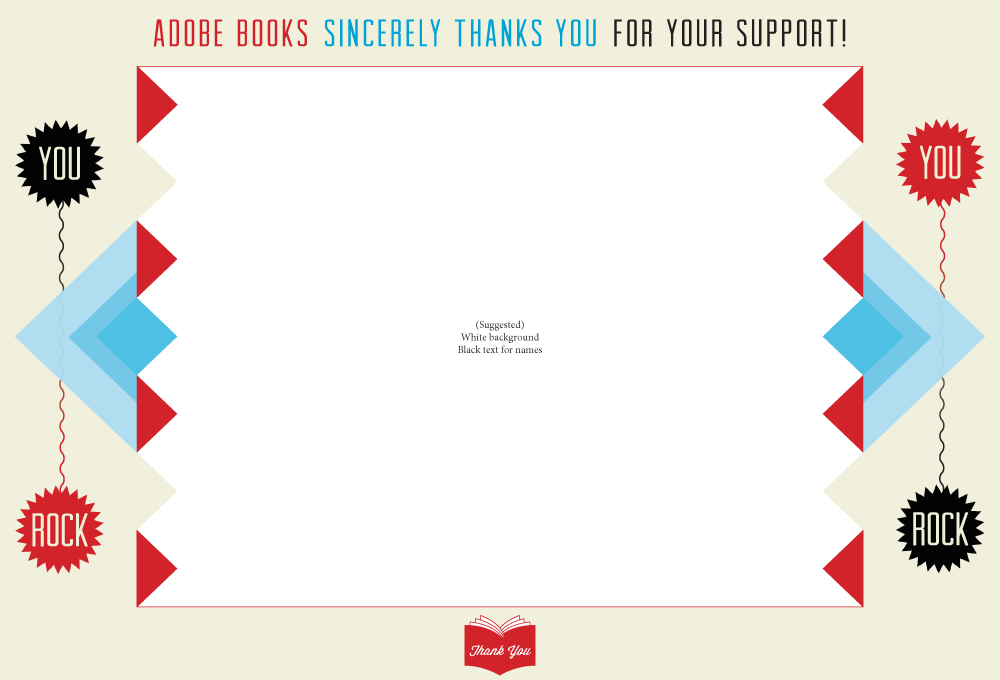 ADOBE BOOKS SINCERELY THANKS YOU FOR YOUR SUPPORT!
YOU
YOU
(Suggested)
White background
Black text for names
ROCK
ROCK
Thank You